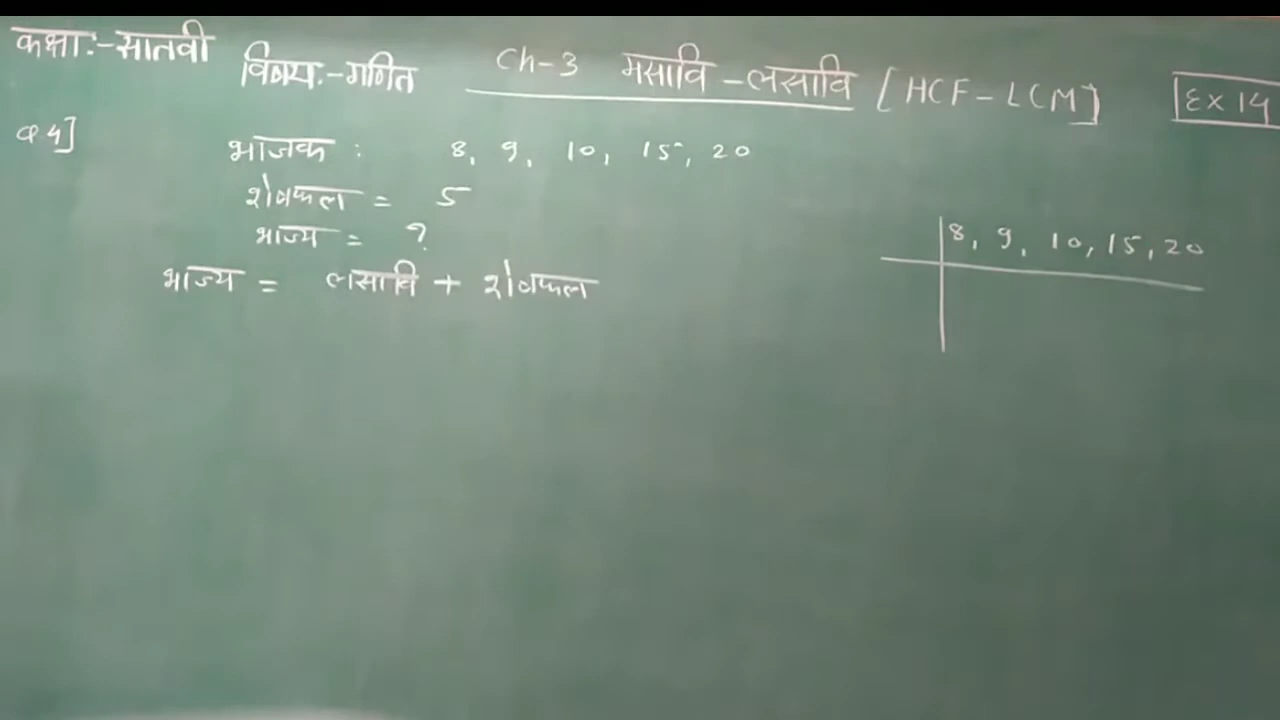 कक्षा:-सातवी विषय:-गणित Ch-3 मसावि -लसावि [HCF-LCM] Ex 14
Q 4]
भाजक : 8, 9, 10, 15, 20
शेषफल = 5
भाज्य = ?
8, 9, 10, 15, 20
भाज्य = लसावि + शेषफल